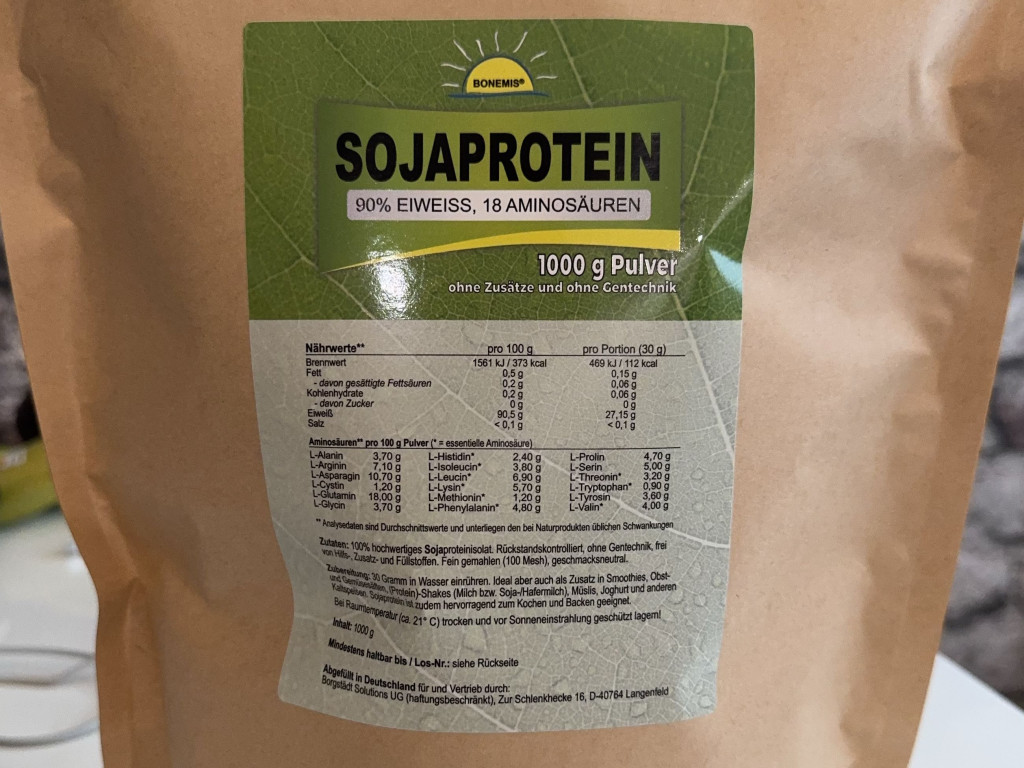 BONEMIS®
SOJAPROTEIN
90% EIWEISS, 18 AMINOSÄUREN
1000 g Pulver
ohne Zusätze und ohne Gentechnik
Nährwerte** pro 100 g pro Portion (30 g)
Brennwert 1561 kJ / 373 kcal 469 kJ / 112 kcal
Fett 0,5 g 0,15 g
- davon gesättigte Fettsäuren 0,2 g 0,06 g
Kohlenhydrate 0,2 g 0,06 g
- davon Zucker 0 g 0 g
Eiweiß 90,5 g 27,15 g
Salz < 0,1 g < 0,1 g
Aminosäuren** pro 100 g Pulver (* = essentielle Aminosäure)
L-Alanin 3,70 g L-Histidin* 2,40 g L-Prolin 4,70 g
L-Arginin 7,10 g L-Isoleucin* 3,80 g L-Serin 5,00 g
L-Asparagin 10,70 g L-Leucin* 6,90 g L-Threonin* 3,20 g
L-Cystin 1,20 g L-Lysin* 5,70 g L-Tryptophan* 0,90 g
L-Glutamin 18,00 g L-Methionin* 1,20 g L-Tyrosin 3,60 g
L-Glycin 3,70 g L-Phenylalanin* 4,80 g L-Valin* 4,00 g
** Analysedaten sind Durchschnittswerte und unterliegen den bei Naturprodukten üblichen Schwankungen
Zutaten: 100% hochwertiges Sojaproteinisolat. Rückstandskontrolliert, ohne Gentechnik, frei
von Hilfs-, Zusatz- und Füllstoffen. Fein gemahlen (100 Mesh), geschmacksneutral.
Zubereitung: 30 Gramm in Wasser einrühren. Ideal aber auch als Zusatz in Smoothies, Obst-
und Gemüsesäften, (Protein)-Shakes (Milch bzw. Soja-/Hafermilch), Müslis, Joghurt und anderen
Kaltspeisen. Sojaprotein ist zudem hervorragend zum Kochen und Backen geeignet.
Bei Raumtemperatur (ca. 21° C) trocken und vor Sonneneinstrahlung geschützt lagern!
Inhalt: 1000 g
Mindestens haltbar bis / Los-Nr.: siehe Rückseite
Abgefüllt in Deutschland für und Vertrieb durch:
Borgstädt Solutions UG (haftungsbeschränkt), Zur Schlenkhecke 16, D-40764 Langenfeld